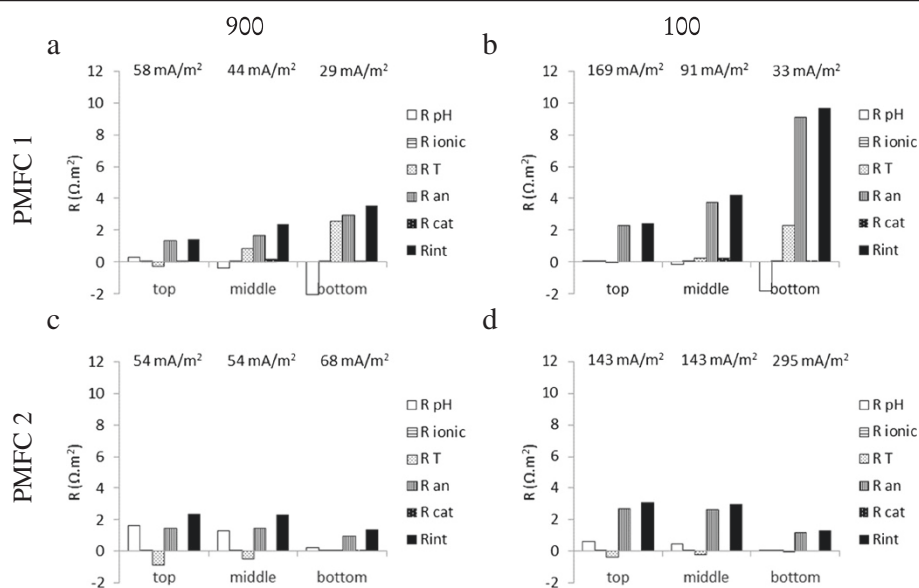 900
100
a
58 mA/m²
44 mA/m²
29 mA/m²
12
10
8
6
4
2
0
-2
R (Ω.m²)
top
middle
bottom
R pH
R ionic
R T
R an
R cat
Rint
PMFC 1
b
169 mA/m²
91 mA/m²
33 mA/m²
12
10
8
6
4
2
0
-2
R (Ω.m²)
top
middle
bottom
R pH
R ionic
R T
R an
R cat
Rint
c
54 mA/m²
54 mA/m²
68 mA/m²
12
10
8
6
4
2
0
-2
R (Ω.m²)
top
middle
bottom
R pH
R ionic
R T
R an
R cat
Rint
PMFC 2
d
143 mA/m²
143 mA/m²
295 mA/m²
12
10
8
6
4
2
0
-2
R (Ω.m²)
top
middle
bottom
R pH
R ionic
R T
R an
R cat
Rint